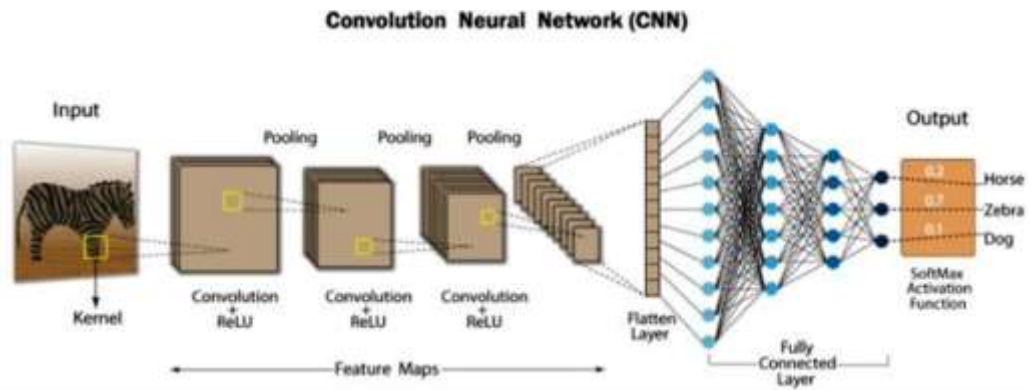 Convolution Neural Network (CNN)
Input
Pooling
Pooling
Pooling
Output
0.2
Horse
0.7
Zebra
0.1
Dog
Kernel
Convolution
+
ReLU
Convolution
+
ReLU
Convolution
+
ReLU
Flatten
Layer
SoftMax
Activation
Function
Feature Maps
Fully
Connected
Layer